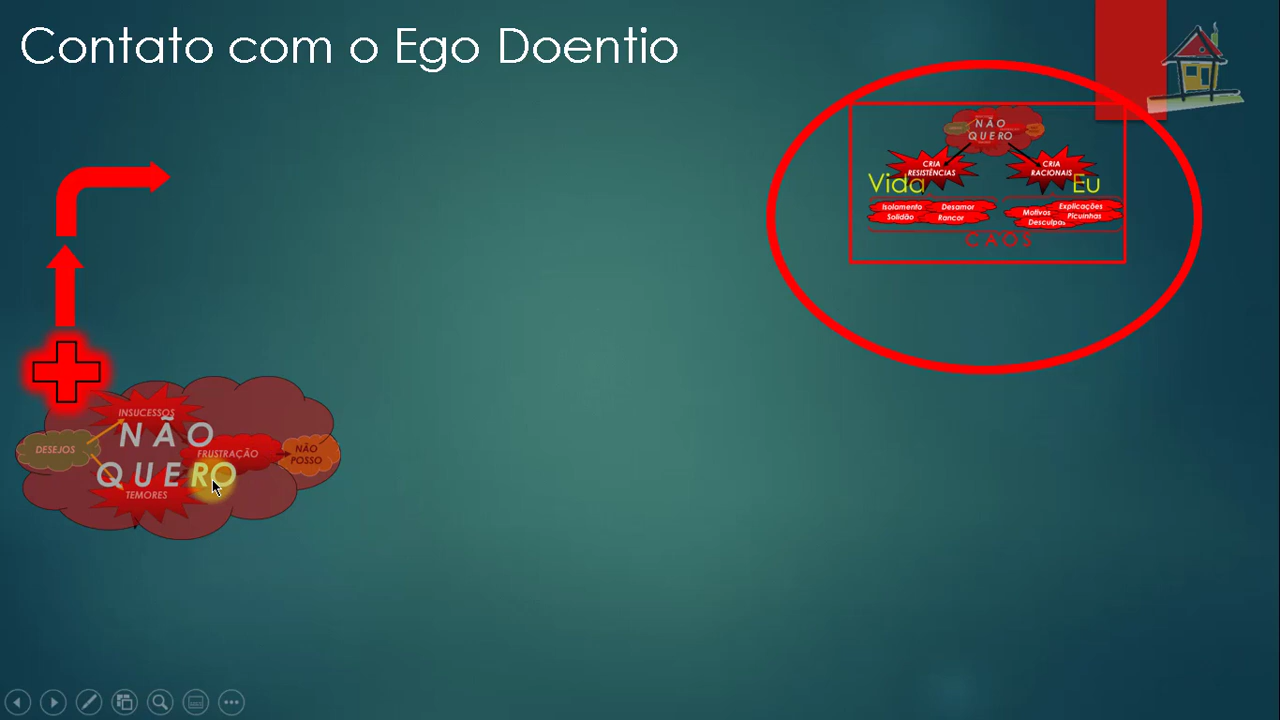 Contato com o Ego Doentio
NÃO
QUERO
CRIA
RESISTÊNCIAS
CRIA
RACIONAIS
Vida
Eu
Isolamento
Desamor
Solidão
Rancor
Motivos
Explicações
Desculpas
Picuinhas
CAOS
INSUCESSOS
NÃO
DESEJOS
FRUSTRAÇÃO
NÃO
POSSO
QUERO
TEMORES